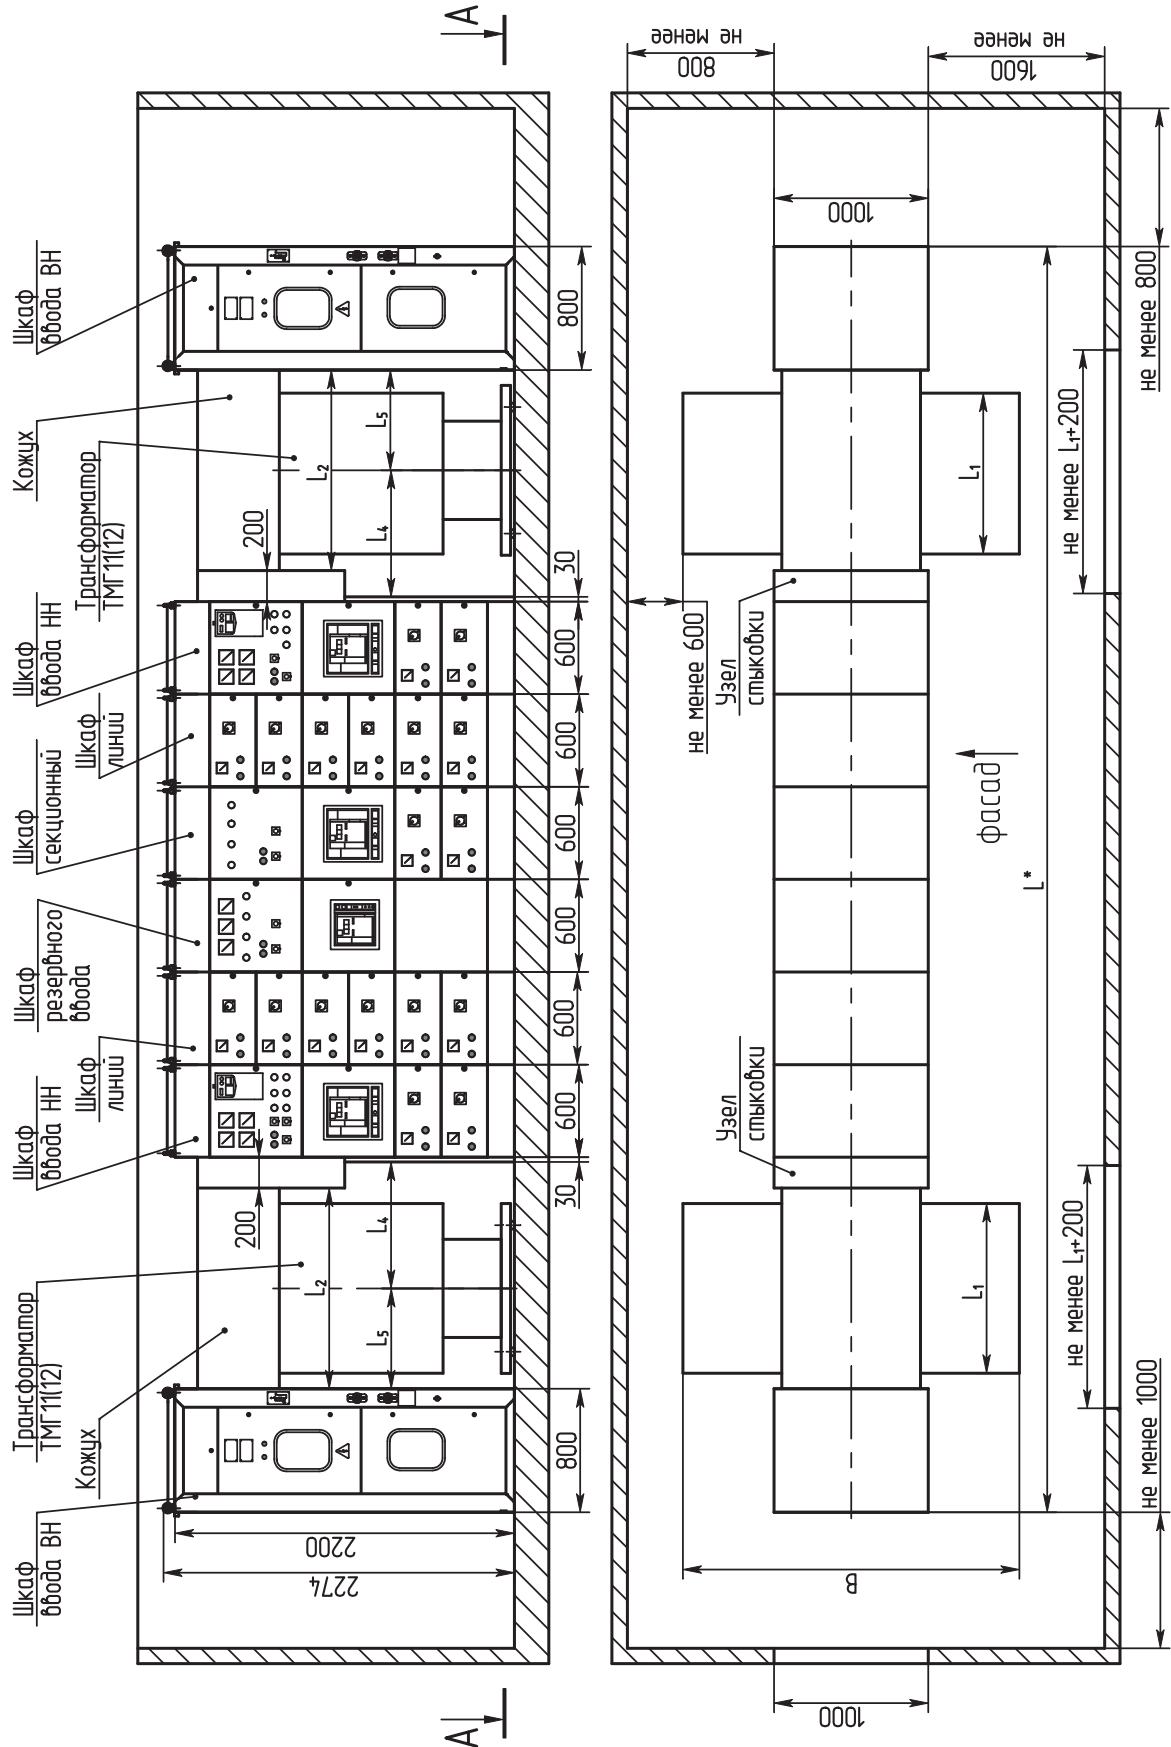 Шкаф
ввода ВН
Трансформатор
ТМГ11(12)
Кожух
Шкаф
ввода НН
Шкаф
линий
Шкаф
резервного
ввода
Шкаф
секционный
Шкаф
линий
Шкаф
ввода НН
Трансформатор
ТМГ11(12)
Кожух
Шкаф
ввода ВН
А
А
2274
2200
800
L5
L2
L4
200
30
600
600
600
600
600
600
30
200
L4
L2
L5
800
1000
В
не менее 1000
L1
не менее L1+200
Узел
стыковки
L*
фасад
Узел
стыковки
не менее 600
L1
не менее L1+200
не менее 800
1000
800
не менее
1600
не менее